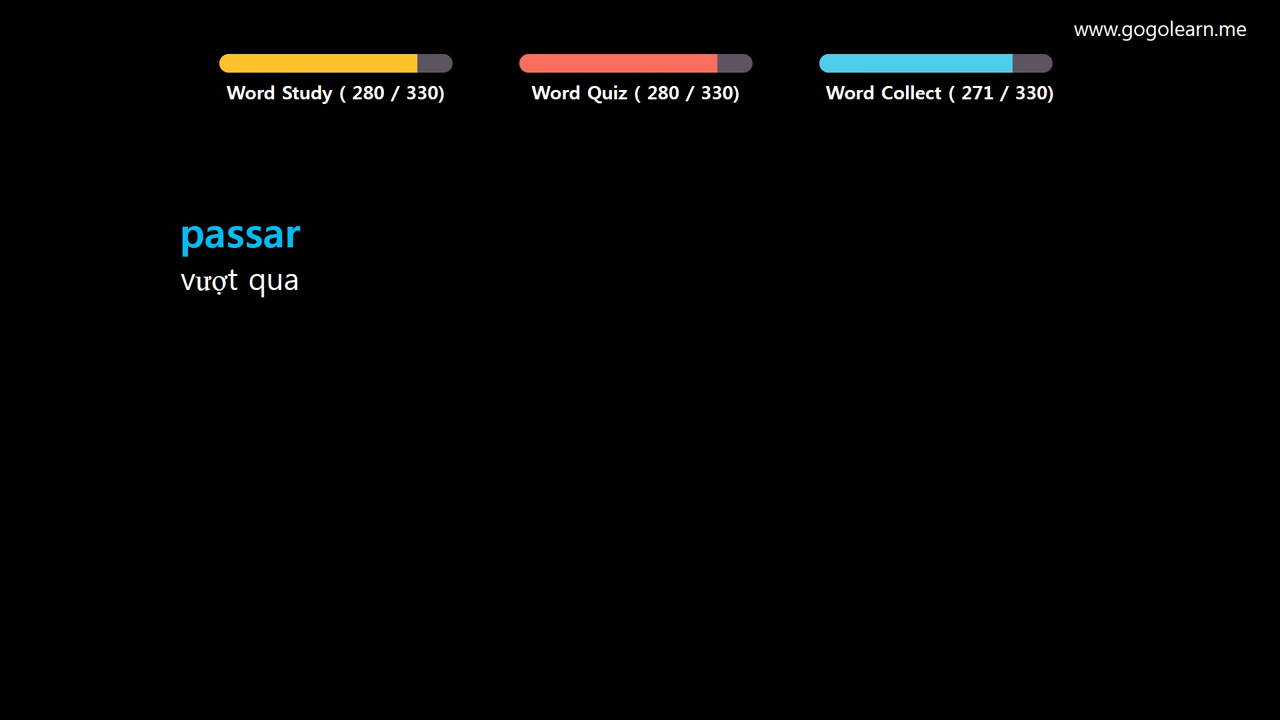 www.gogolearn.me
Word Study ( 280 / 330)
Word Quiz ( 280 / 330)
Word Collect ( 271 / 330)
passar
vượt qua